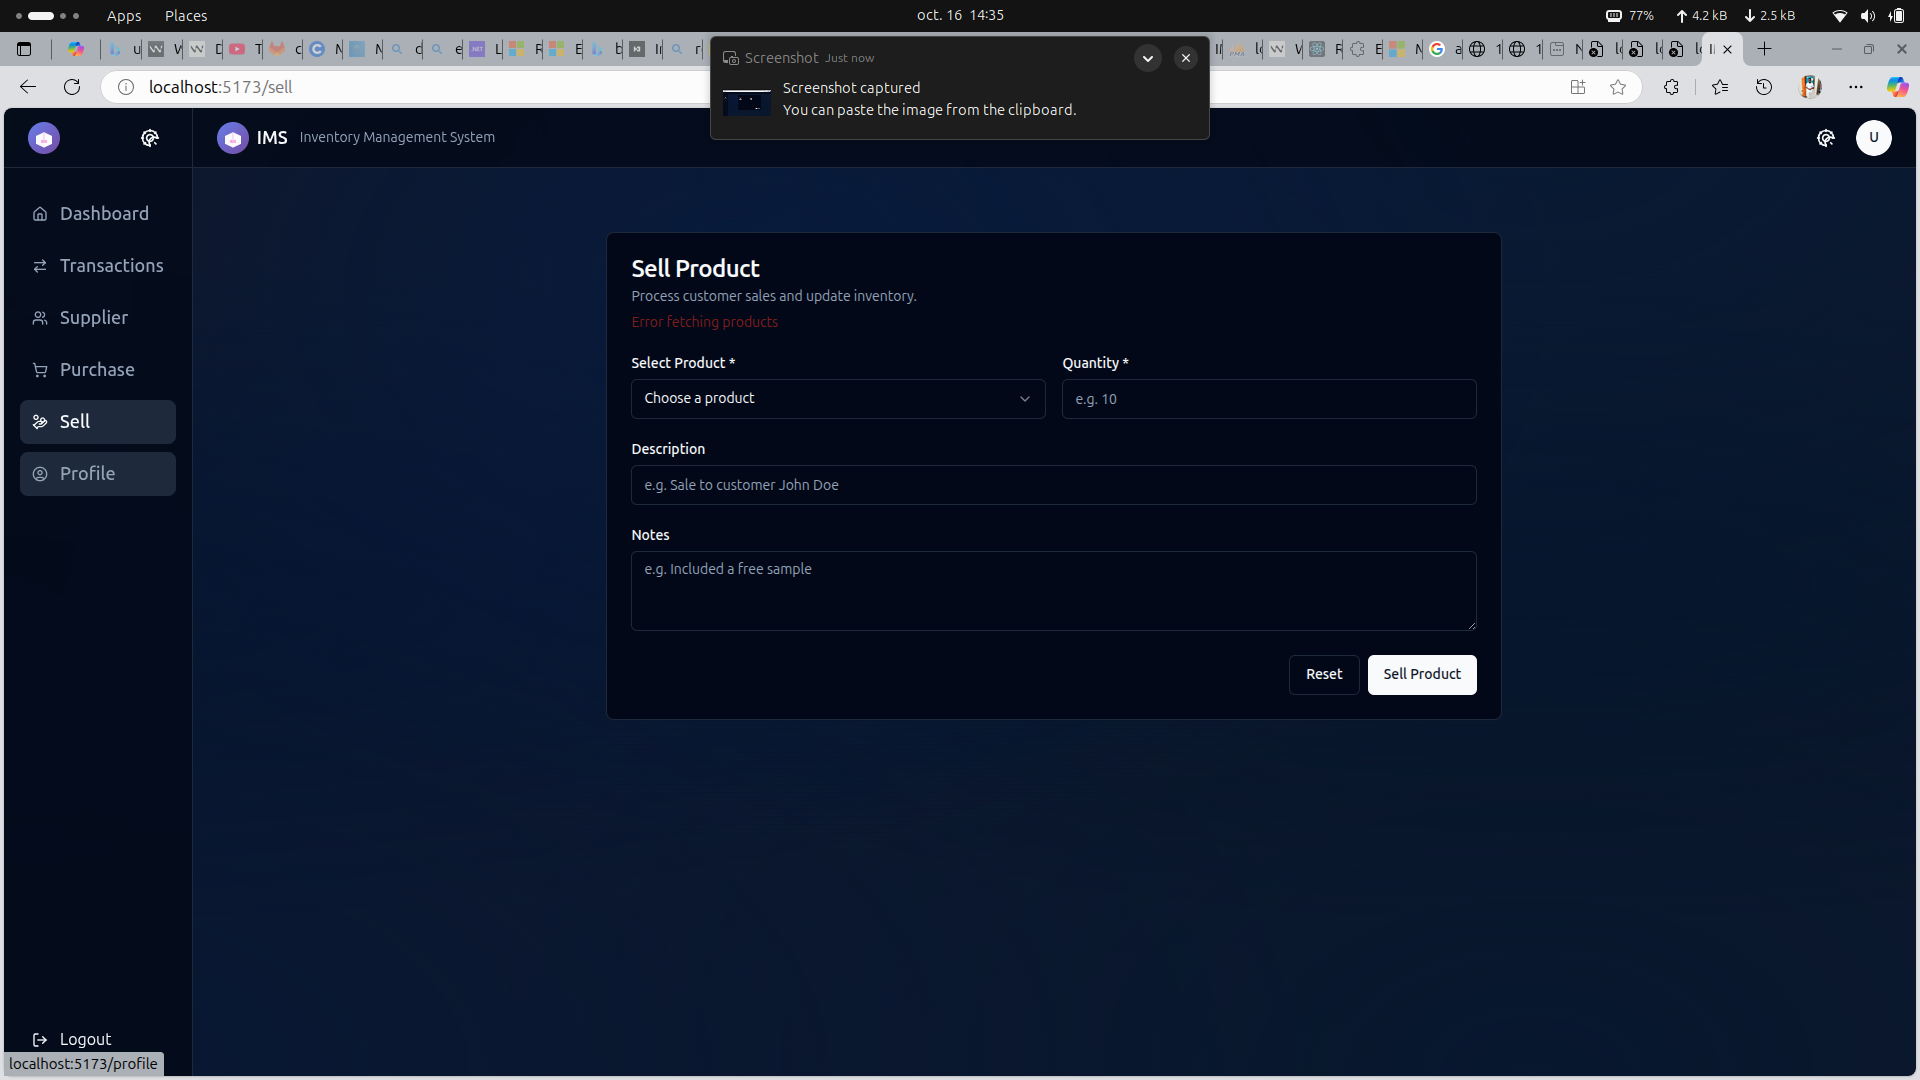 Apps Places oct. 16 14:35 77% 4.2 kB 2.5 kB
Screenshot Just now
Screenshot captured
You can paste the image from the clipboard.
localhost:5173/sell
IMS Inventory Management System U
Dashboard
Transactions
Supplier
Purchase
Sell
Profile
Logout
Sell Product
Process customer sales and update inventory.
Error fetching products
Select Product * Quantity *
Choose a product e.g. 10
Description
e.g. Sale to customer John Doe
Notes
e.g. Included a free sample
Reset Sell Product
localhost:5173/profile